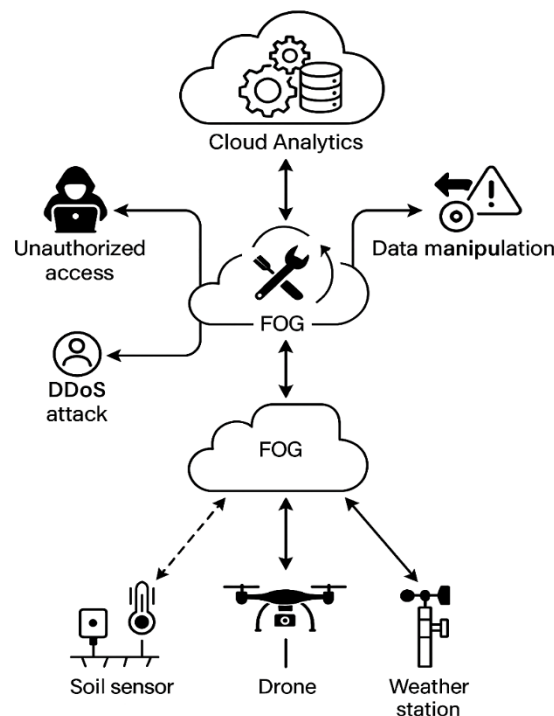 Cloud Analytics
Unauthorized
access
Data manipulation
FOG
DDoS
attack
FOG
Soil sensor
Drone
Weather
station